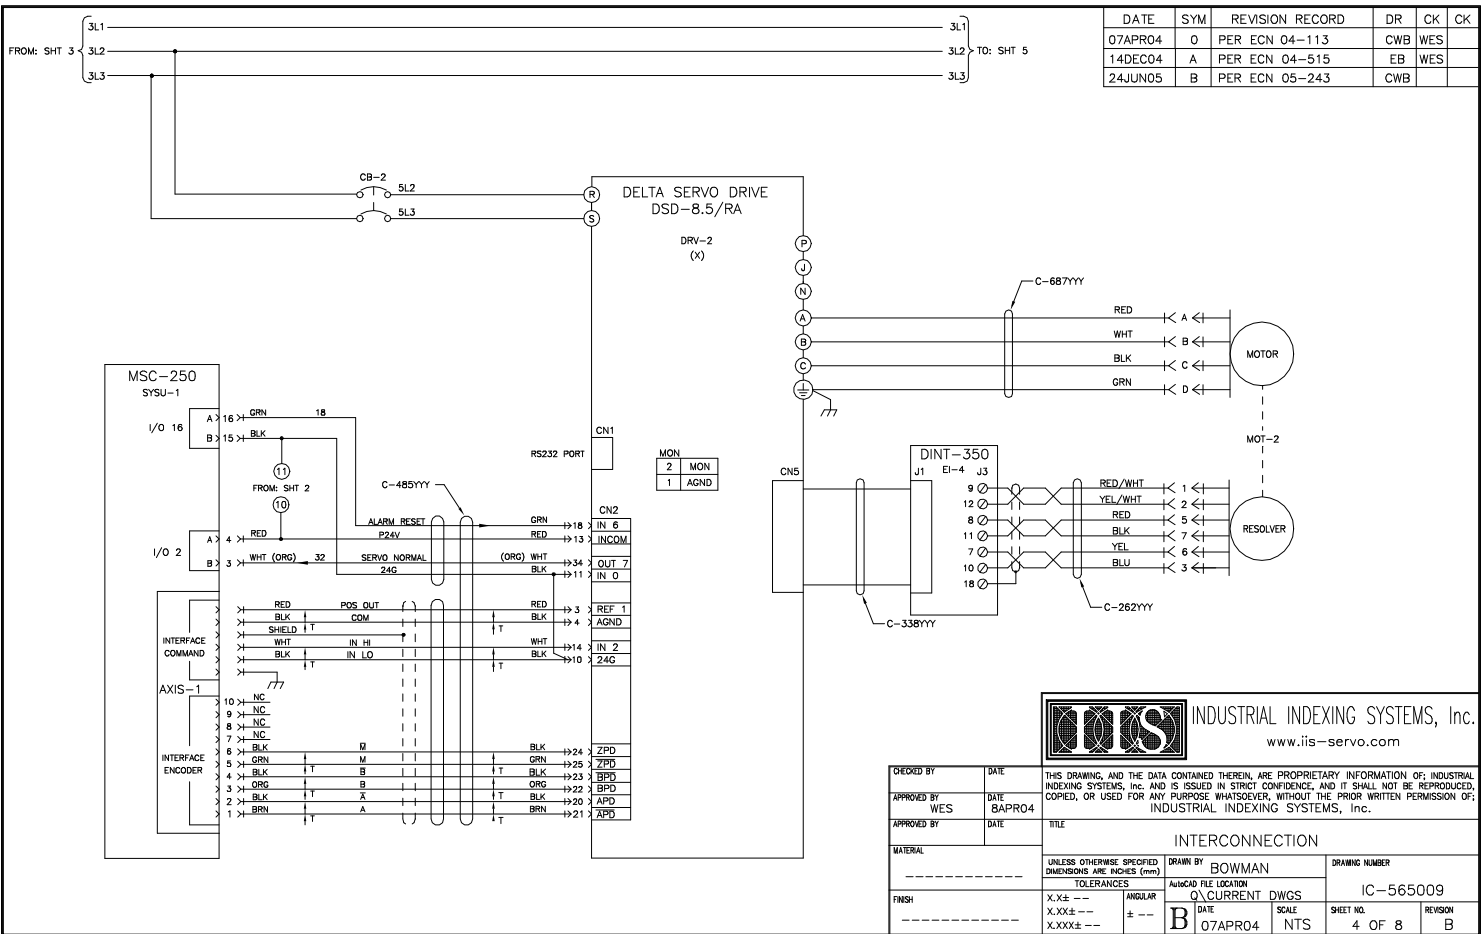 3L1 3L1
FROM: SHT 3 3L2 3L2 TO: SHT 5
3L3 3L3
DATE SYM REVISION RECORD DR CK CK
07APR04 0 PER ECN 04-113 CWB WES
14DEC04 A PER ECN 04-515 EB WES
24JUN05 B PER ECN 05-243 CWB
CB-2
5L2
5L3
R
S
DELTA SERVO DRIVE
DSD-8.5/RA
DRV-2
(X)
P
J
N
A
B
C
C-687YYY
RED A
WHT B
BLK C
GRN D
MOTOR
MOT-2
RESOLVER
MSC-250
SYSU-1
I/O 16
A 16 GRN 18
B 15 BLK
11
FROM: SHT 2
10
C-485YYY
I/O 2
A 4 RED
B 3 WHT (ORG) 32
ALARM RESET GRN 18 IN 6
P24V RED 13 INCOM
SERVO NORMAL (ORG) WHT 34 OUT 7
24G BLK 11 IN 0
CN1
RS232 PORT
CN2
MON
2 MON
1 AGND
CN5
INTERFACE
COMMAND
RED POS OUT RED 3 REF 1
BLK COM BLK 4 AGND
SHIELD T T
WHT IN HI WHT 14 IN 2
BLK IN LO BLK 10 24G
T T
AXIS-1
INTERFACE
ENCODER
10 NC
9 NC
8 NC
7 NC
6 BLK M̅ BLK 24 ZPD
5 GRN M GRN 25 Z̅P̅D̅
T T
4 BLK B̅ BLK 23 B̅P̅D̅
3 ORG B ORG 22 BPD
T T
2 BLK A̅ BLK 20 APD
1 BRN A BRN 21 A̅P̅D̅
T T
DINT-350
J1 EI-4 J3
9 RED/WHT 1
12 YEL/WHT 2
8 RED 5
11 BLK 7
7 YEL 6
10 BLU 3
18
C-338YYY
C-262YYY
IIS
INDUSTRIAL INDEXING SYSTEMS, Inc.
www.iis-servo.com
THIS DRAWING, AND THE DATA CONTAINED THEREIN, ARE PROPRIETARY INFORMATION OF; INDUSTRIAL
INDEXING SYSTEMS, Inc. AND IS ISSUED IN STRICT CONFIDENCE, AND IT SHALL NOT BE REPRODUCED,
COPIED, OR USED FOR ANY PURPOSE WHATSOEVER, WITHOUT THE PRIOR WRITTEN PERMISSION OF;
INDUSTRIAL INDEXING SYSTEMS, Inc.
CHECKED BY DATE
APPROVED BY DATE
WES 8APR04
APPROVED BY DATE
MATERIAL
FINISH
TITLE
INTERCONNECTION
UNLESS OTHERWISE SPECIFIED
DIMENSIONS ARE INCHES (mm)
TOLERANCES
X.X± -- ANGULAR
X.XX± -- ± --
X.XXX± --
DRAWN BY BOWMAN
AutoCAD FILE LOCATION
Q\CURRENT DWGS
DRAWING NUMBER
IC-565009
B
DATE
07APR04
SCALE
NTS
SHEET NO.
4 OF 8
REVISION
B